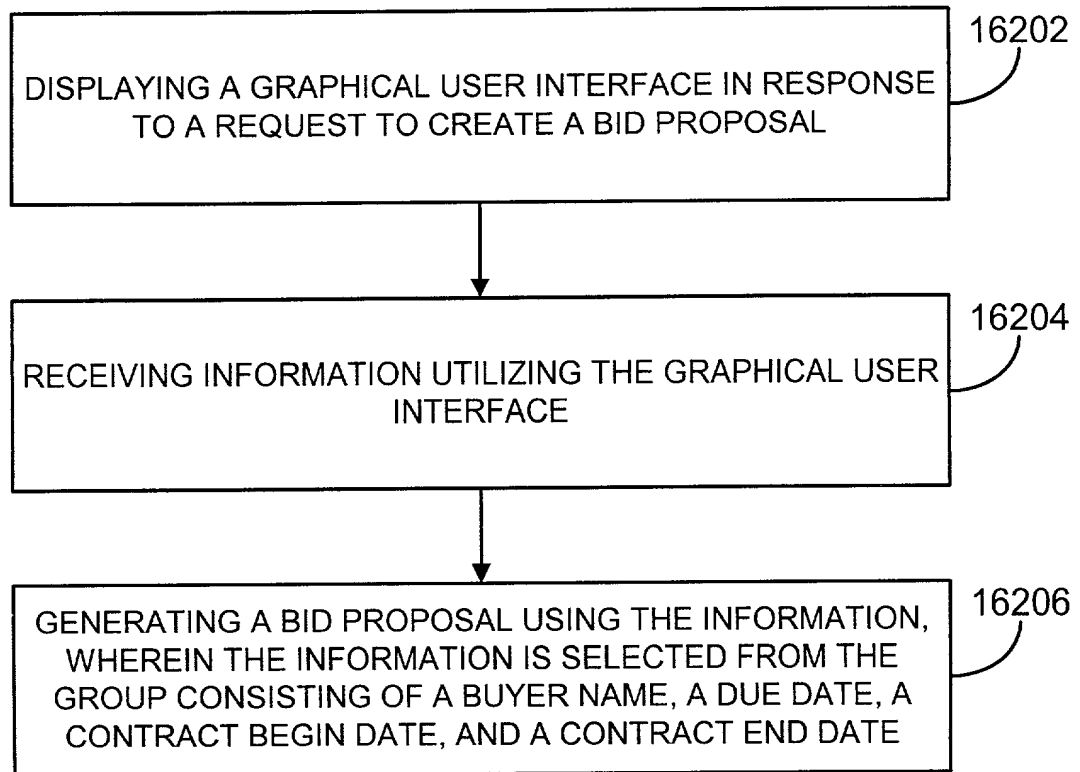 16202
DISPLAYING A GRAPHICAL USER INTERFACE IN RESPONSE
TO A REQUEST TO CREATE A BID PROPOSAL
16204
RECEIVING INFORMATION UTILIZING THE GRAPHICAL USER
INTERFACE
16206
GENERATING A BID PROPOSAL USING THE INFORMATION,
WHEREIN THE INFORMATION IS SELECTED FROM THE
GROUP CONSISTING OF A BUYER NAME, A DUE DATE, A
CONTRACT BEGIN DATE, AND A CONTRACT END DATE